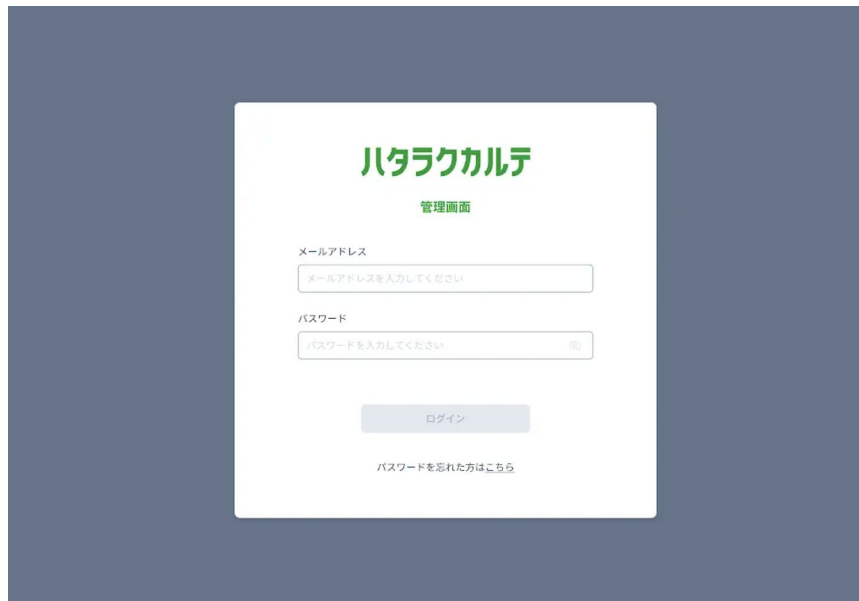 ハタラクカルテ
管理画面
メールアドレス
メールアドレスを入力してください
パスワード
パスワードを入力してください
ログイン
パスワードを忘れた方はこちら